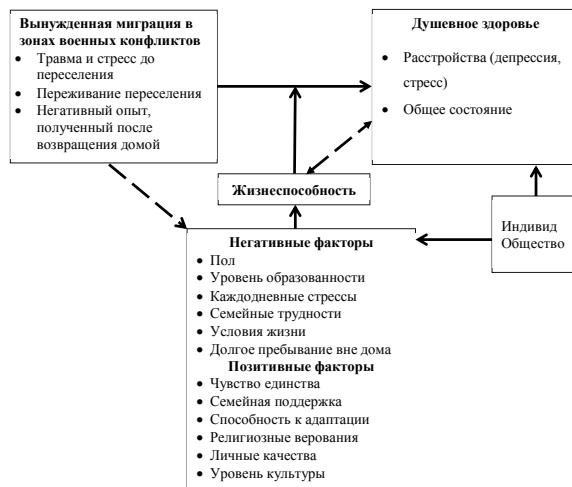 Вынужденная миграция в
зонах военных конфликтов
• Травма и стресс до
переселения
• Переживание переселения
• Негативный опыт,
полученный после
возвращения домой
Душевное здоровье
• Расстройства (депрессия,
стресс)
• Общее состояние
Жизнеспособность
Индивид
Общество
Негативные факторы
• Пол
• Уровень образованности
• Каждодневные стрессы
• Семейные трудности
• Условия жизни
• Долгое пребывание вне дома
Позитивные факторы
• Чувство единства
• Семейная поддержка
• Способность к адаптации
• Религиозные верования
• Личные качества
• Уровень культуры